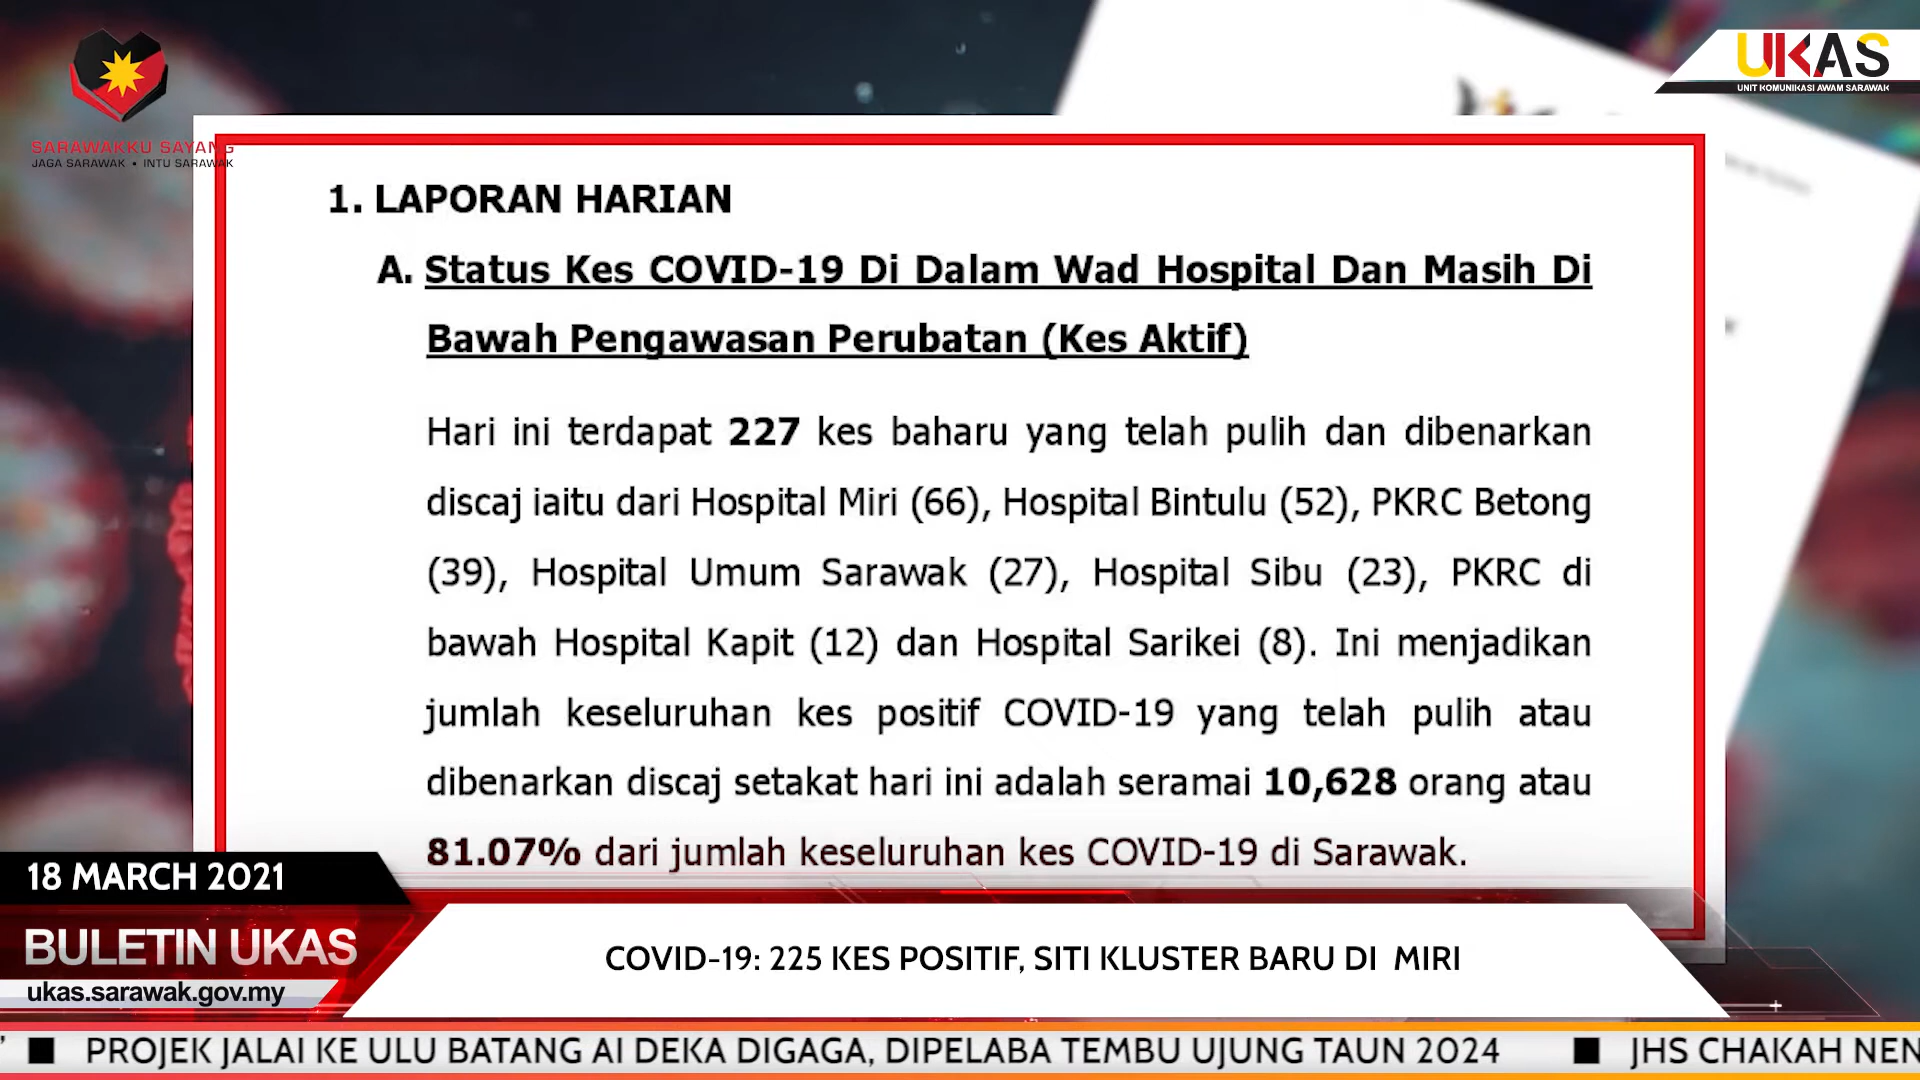 UKAS
UNIT KOMUNIKASI AWAM SARAWAK
SARAWAKKU SAYANG
JAGA SARAWAK • INTU SARAWAK
1. LAPORAN HARIAN
A. Status Kes COVID-19 Di Dalam Wad Hospital Dan Masih Di
Bawah Pengawasan Perubatan (Kes Aktif)
Hari ini terdapat 227 kes baharu yang telah pulih dan dibenarkan
discaj iaitu dari Hospital Miri (66), Hospital Bintulu (52), PKRC Betong
(39), Hospital Umum Sarawak (27), Hospital Sibu (23), PKRC di
bawah Hospital Kapit (12) dan Hospital Sarikei (8). Ini menjadikan
jumlah keseluruhan kes positif COVID-19 yang telah pulih atau
dibenarkan discaj setakat hari ini adalah seramai 10,628 orang atau
81.07% dari jumlah keseluruhan kes COVID-19 di Sarawak.
18 MARCH 2021
BULETIN UKAS
ukas.sarawak.gov.my
COVID-19: 225 KES POSITIF, SITI KLUSTER BARU DI  MIRI
■ PROJEK JALAI KE ULU BATANG AI DEKA DIGAGA, DIPELABA TEMBU UJUNG TAUN 2024 ■ JHS CHAKAH NEN